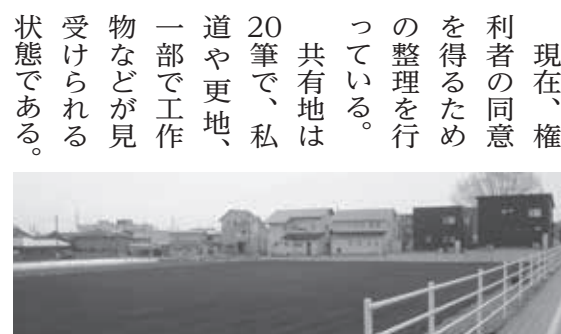 現在、権
利者の同意
を得るため
の整理を行
っている。
　共有地は
20筆で、私
道や更地、
一部で工作
物などが見
受けられる
状態である。